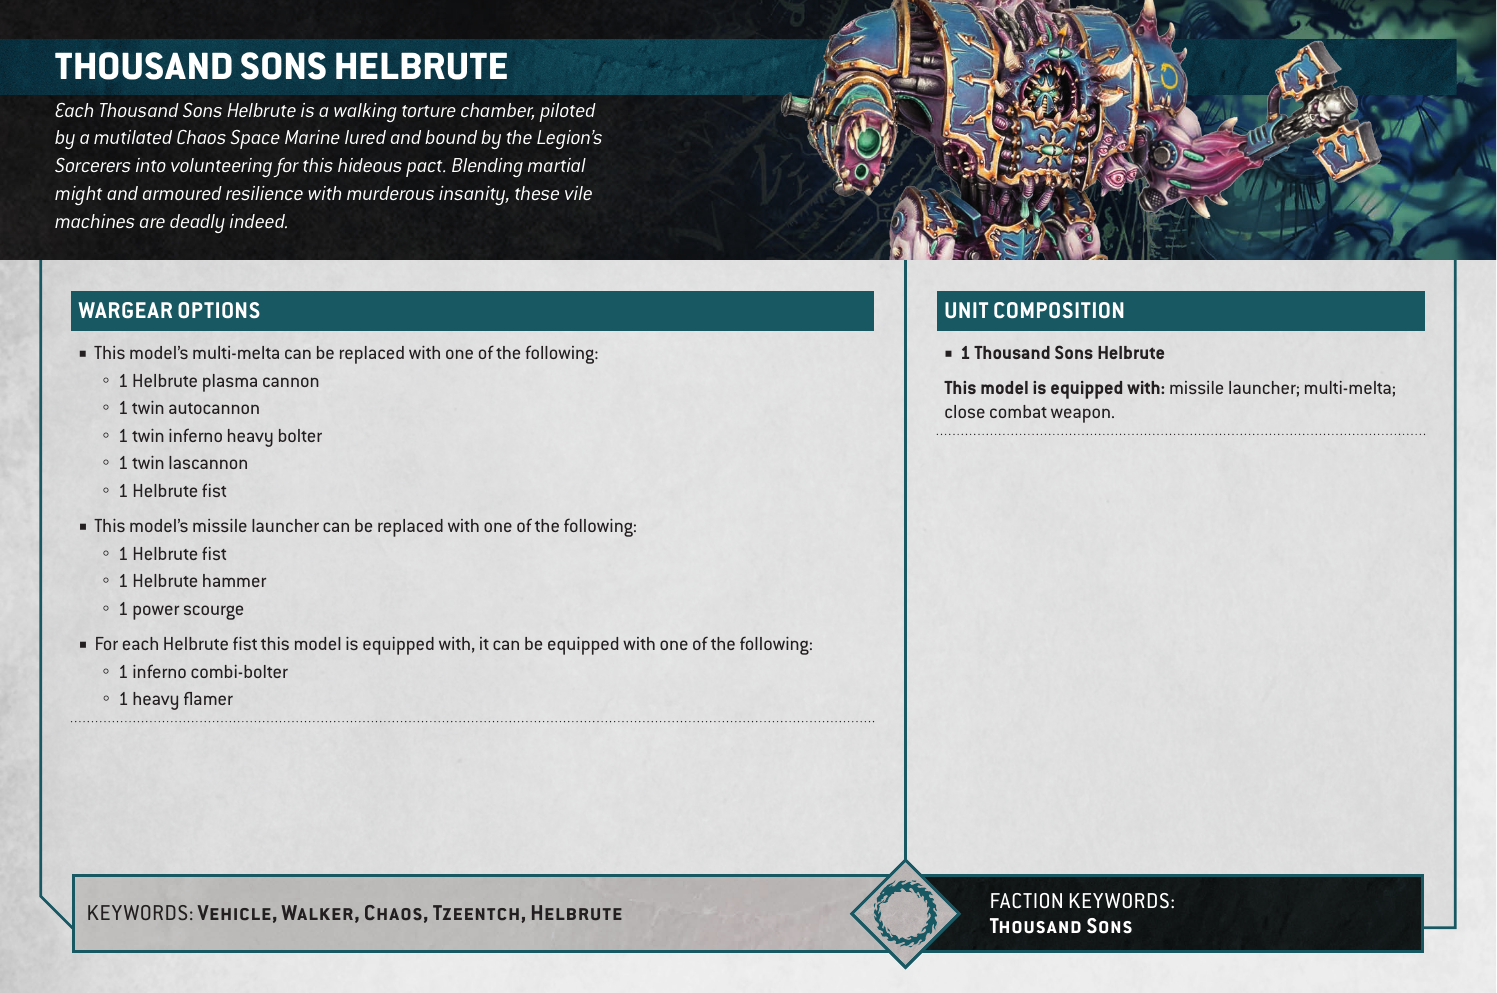 THOUSAND SONS HELBRUTE
Each Thousand Sons Helbrute is a walking torture chamber, piloted
by a mutilated Chaos Space Marine lured and bound by the Legion's
Sorcerers into volunteering for this hideous pact. Blending martial
might and armoured resilience with murderous insanity, these vile
machines are deadly indeed.
WARGEAR OPTIONS
■ This model's multi-melta can be replaced with one of the following:
◦ 1 Helbrute plasma cannon
◦ 1 twin autocannon
◦ 1 twin inferno heavy bolter
◦ 1 twin lascannon
◦ 1 Helbrute fist
■ This model's missile launcher can be replaced with one of the following:
◦ 1 Helbrute fist
◦ 1 Helbrute hammer
◦ 1 power scourge
■ For each Helbrute fist this model is equipped with, it can be equipped with one of the following:
◦ 1 inferno combi-bolter
◦ 1 heavy flamer
UNIT COMPOSITION
■ 1 Thousand Sons Helbrute
This model is equipped with: missile launcher; multi-melta;
close combat weapon.
KEYWORDS: Vehicle, Walker, Chaos, Tzeentch, Helbrute
FACTION KEYWORDS:
Thousand Sons